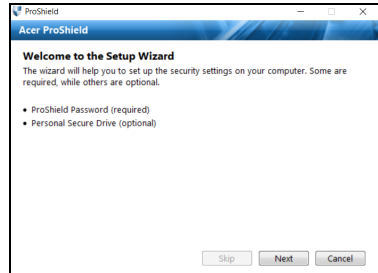 ProShield
Acer ProShield
Welcome to the Setup Wizard
The wizard will help you to set up the security settings on your computer. Some are
required, while others are optional.
• ProShield Password (required)
• Personal Secure Drive (optional)
Skip Next Cancel